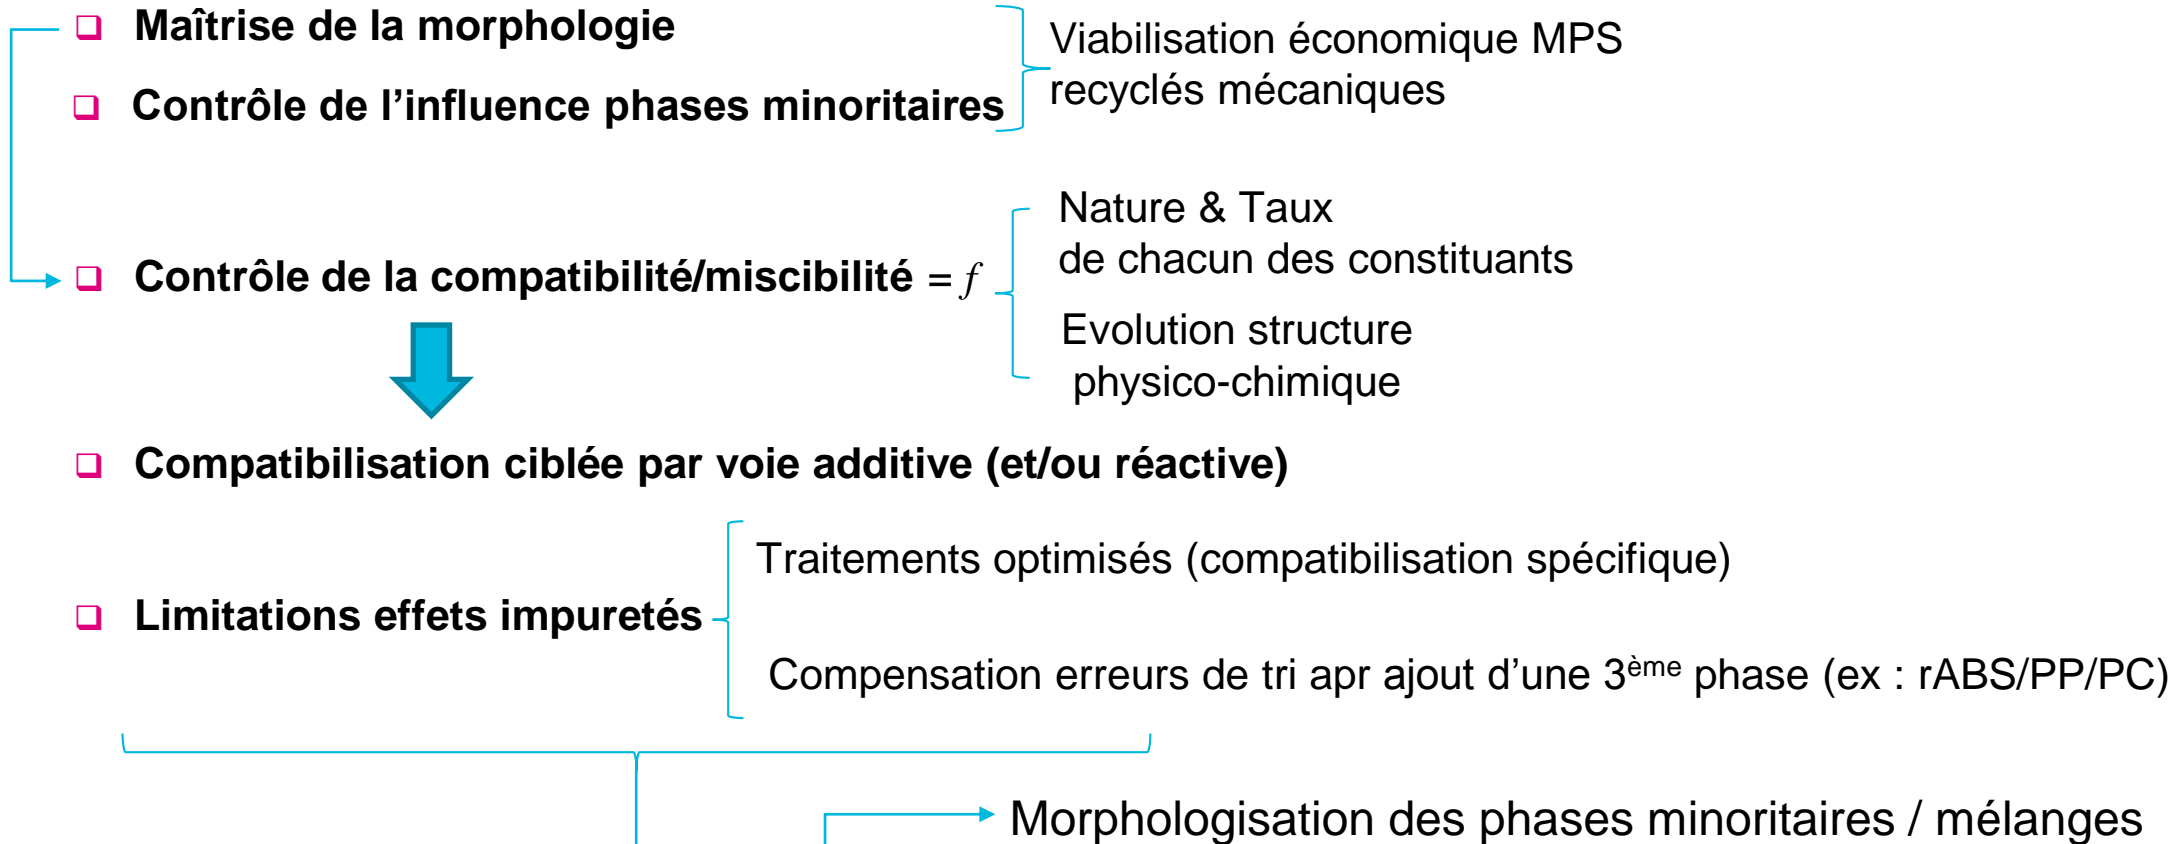 Maîtrise de la morphologie
Contrôle de l'influence phases minoritaires
Viabilisation économique MPS
recyclés mécaniques
Contrôle de la compatibilité/miscibilité = f
Nature & Taux
de chacun des constituants
Evolution structure
physico-chimique
Compatibilisation ciblée par voie additive (et/ou réactive)
Limitations effets impuretés
Traitements optimisés (compatibilisation spécifique)
Compensation erreurs de tri apr ajout d'une 3ème phase (ex : rABS/PP/PC)
Morphologisation des phases minoritaires / mélanges